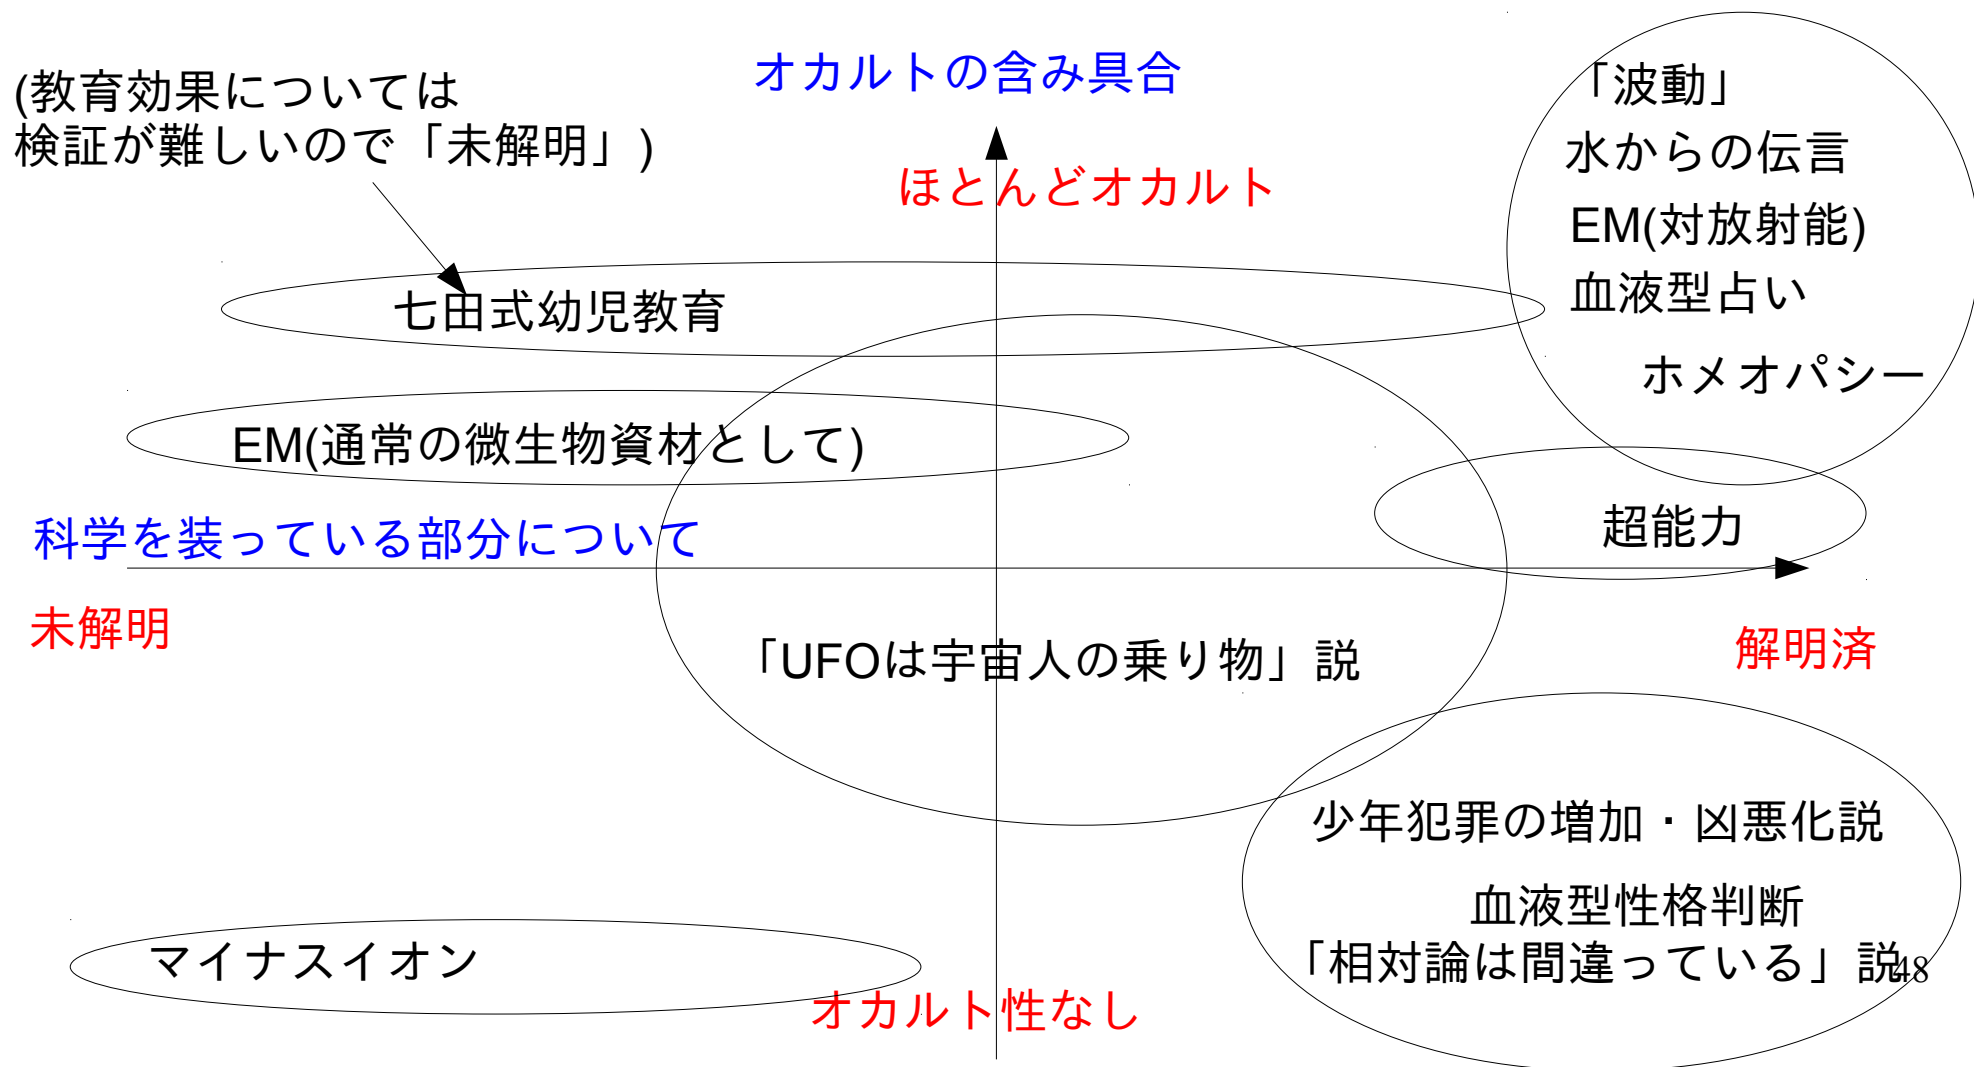 (教育効果については
検証が難しいので「未解明」)
オカルトの含み具合
ほとんどオカルト
「波動」
水からの伝言
EM(対放射能)
血液型占い
ホメオパシー
七田式幼児教育
EM(通常の微生物資材として)
超能力
科学を装っている部分について
未解明
解明済
「UFOは宇宙人の乗り物」説
少年犯罪の増加・凶悪化説
血液型性格判断
「相対論は間違っている」説
48
マイナスイオン
オカルト性なし